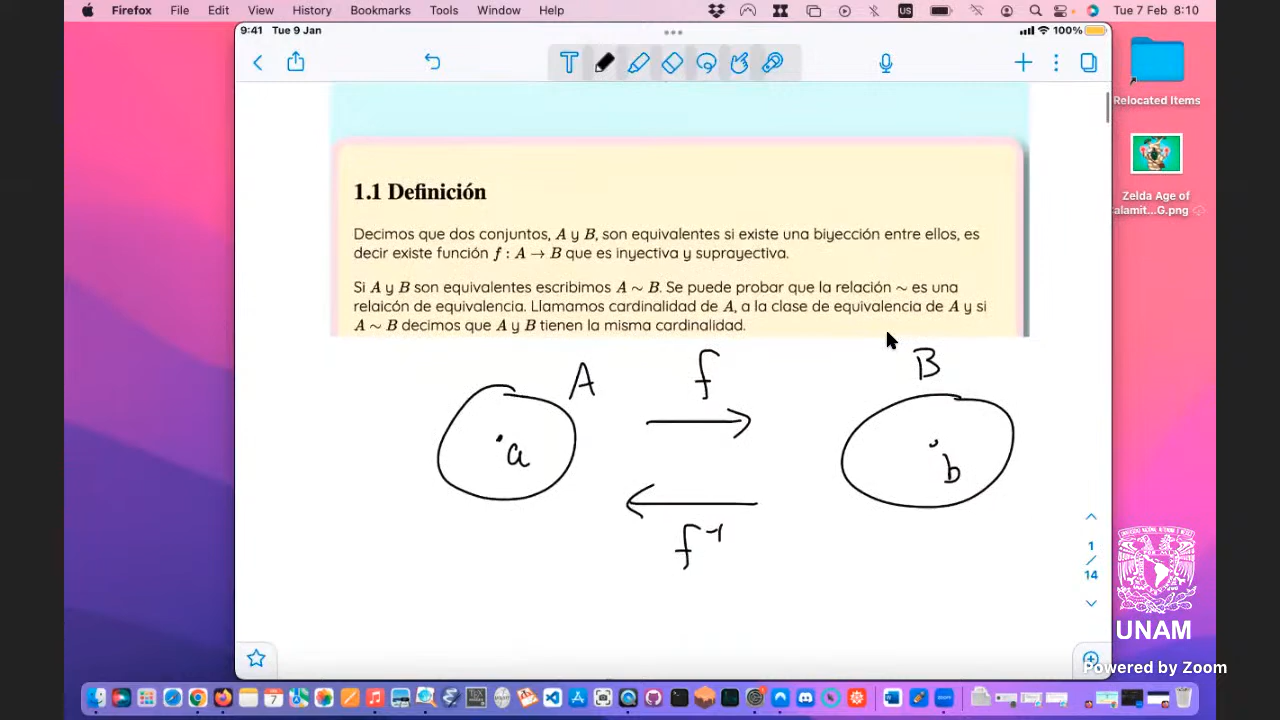 Firefox File Edit View History Bookmarks Tools Window Help US Tue 7 Feb 8:10
9:41 Tue 9 Jan 100%
Relocated Items
Zelda Age of
alamit...G.png
1.1 Definición
Decimos que dos conjuntos, A y B, son equivalentes si existe una biyección entre ellos, es
decir existe función f : A → B que es inyectiva y suprayectiva.
Si A y B son equivalentes escribimos A ∼ B. Se puede probar que la relación ∼ es una
relaicón de equivalencia. Llamamos cardinalidad de A, a la clase de equivalencia de A y si
A ∼ B decimos que A y B tienen la misma cardinalidad.
A f B
a b
f⁻¹
1
/
14
UNAM
Powered by Zoom